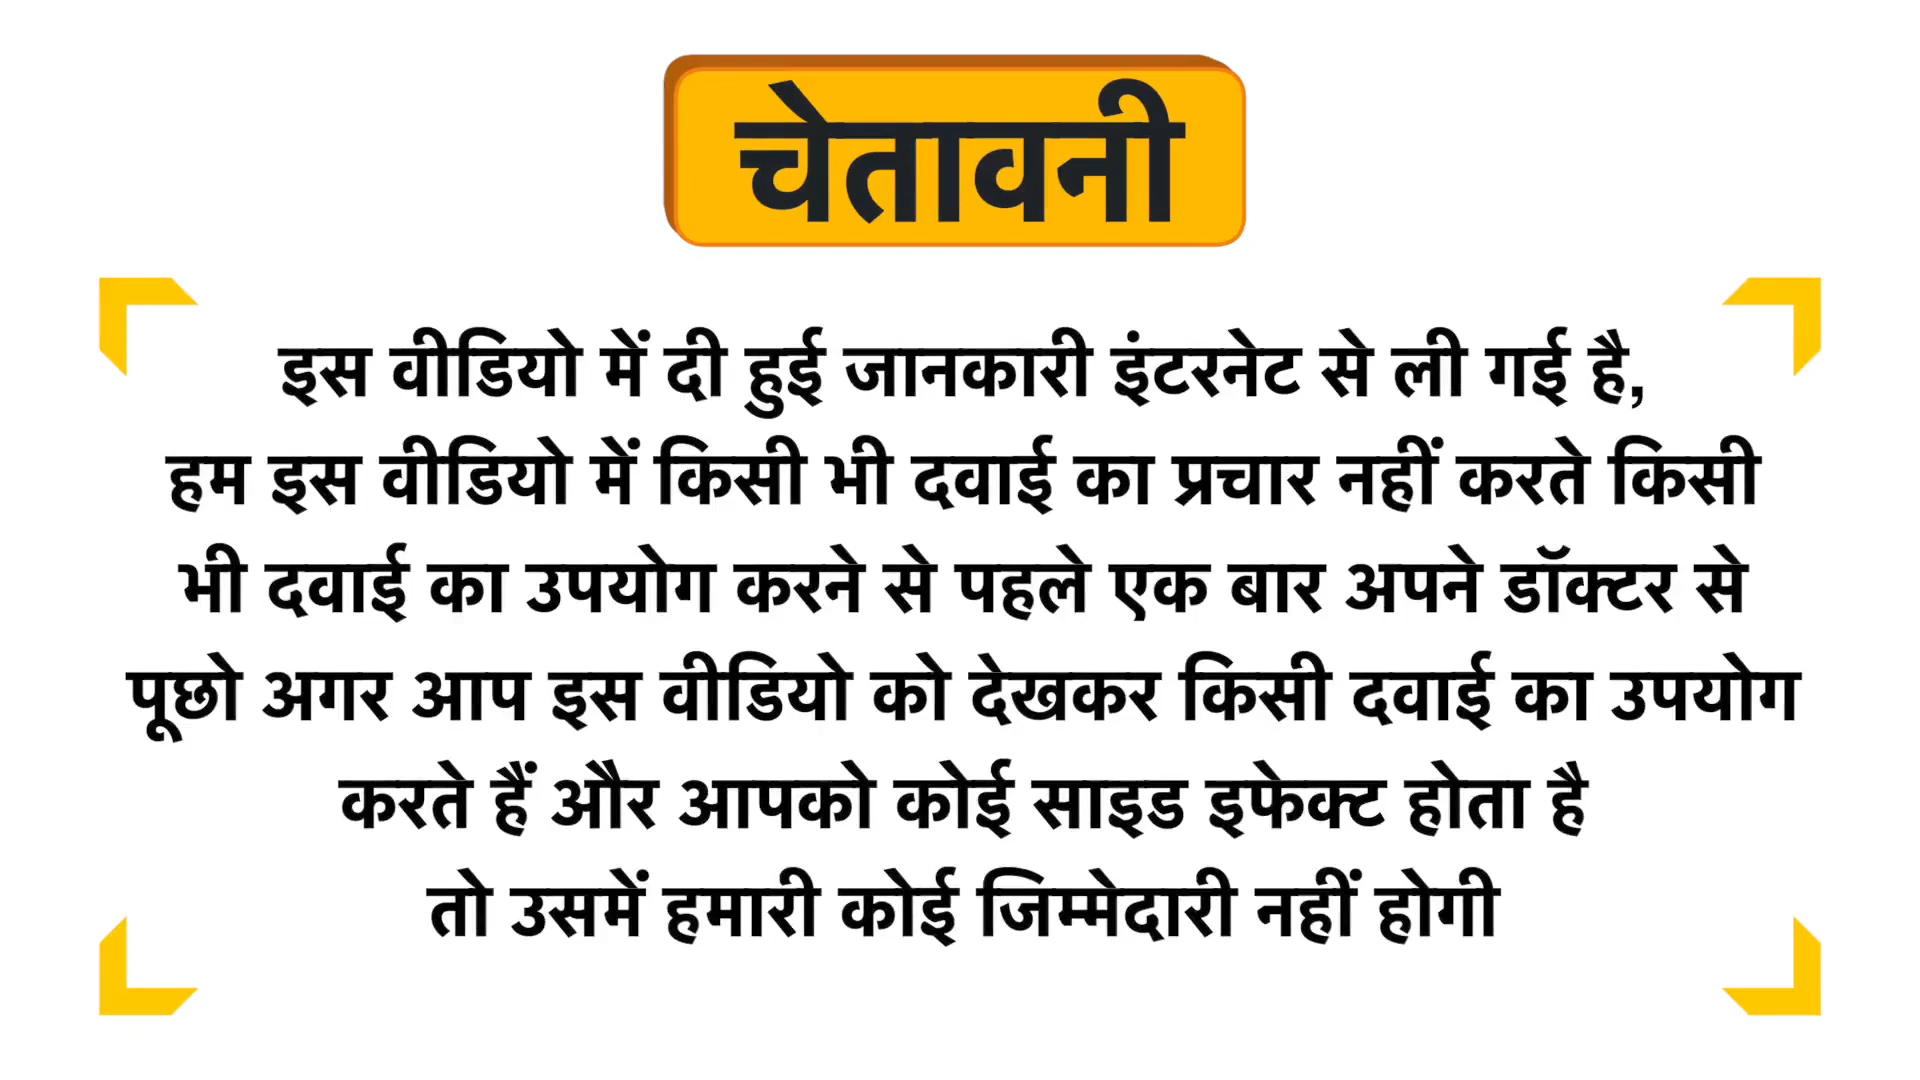 चेतावनी
इस वीडियो में दी हुई जानकारी इंटरनेट से ली गई है,
हम इस वीडियो में किसी भी दवाई का प्रचार नहीं करते किसी
भी दवाई का उपयोग करने से पहले एक बार अपने डॉक्टर से
पूछो अगर आप इस वीडियो को देखकर किसी दवाई का उपयोग
करते हैं और आपको कोई साइड इफेक्ट होता है
तो उसमें हमारी कोई जिम्मेदारी नहीं होगी